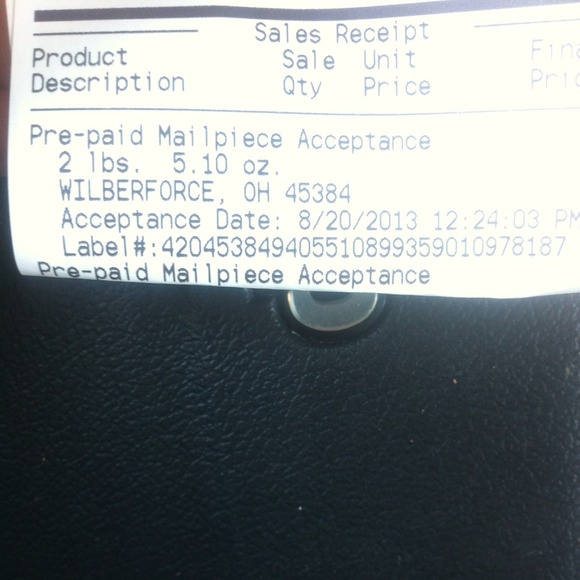 Sales Receipt
Product Sale Unit
Description Qty Price
Pre-paid Mailpiece Acceptance
2 lbs. 5.10 oz.
WILBERFORCE, OH 45384
Acceptance Date: 8/20/2013 12:24:03 PM
Label#:420453849405510899359010978187
Pre-paid Mailpiece Acceptance